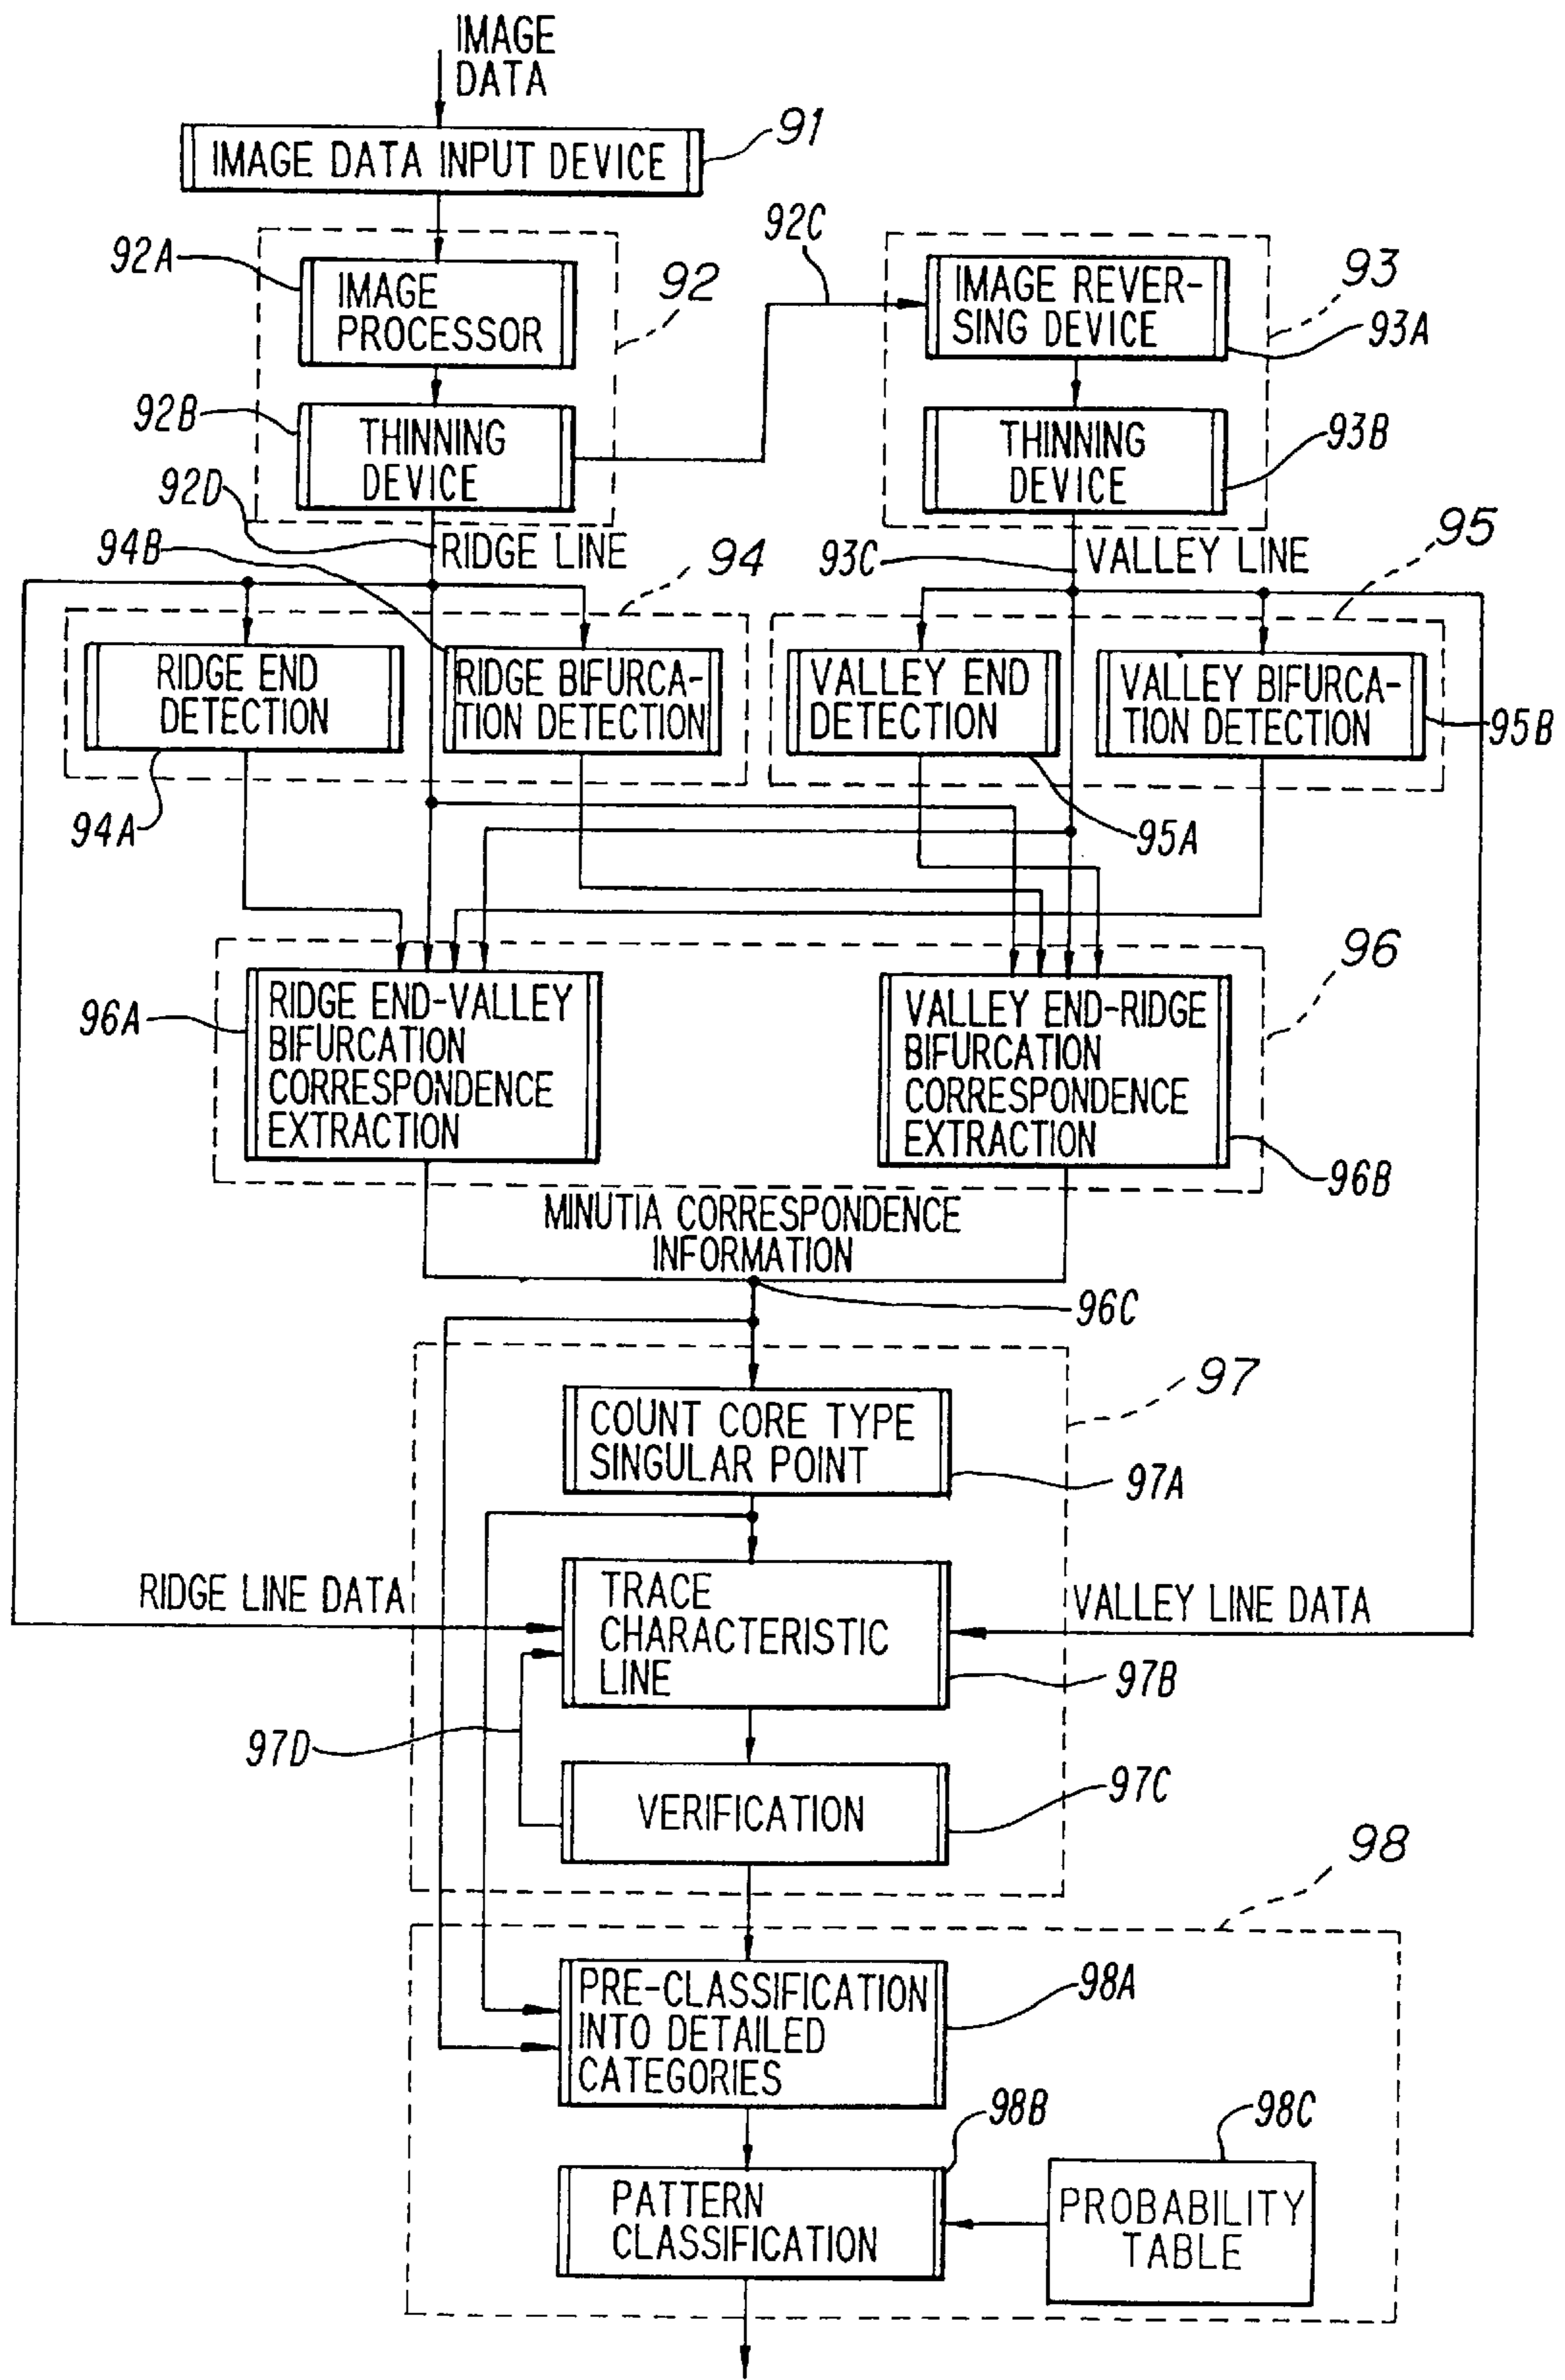 IMAGE
DATA
91
IMAGE DATA INPUT DEVICE
92C
92A
IMAGE
PROCESSOR
92
IMAGE REVER-
SING DEVICE
93
93A
92B
THINNING
DEVICE
THINNING
DEVICE
93B
92D
94B
RIDGE LINE
94
93C
VALLEY LINE
95
RIDGE END
DETECTION
RIDGE BIFURCA-
TION DETECTION
VALLEY END
DETECTION
VALLEY BIFURCA-
TION DETECTION
95B
94A
95A
96
96A
RIDGE END-VALLEY
BIFURCATION
CORRESPONDENCE
EXTRACTION
VALLEY END-RIDGE
BIFURCATION
CORRESPONDENCE
EXTRACTION
96B
MINUTIA CORRESPONDENCE
INFORMATION
96C
97
COUNT CORE TYPE
SINGULAR POINT
97A
RIDGE LINE DATA
TRACE
CHARACTERISTIC
LINE
VALLEY LINE DATA
97B
97D
VERIFICATION
97C
98
PRE-CLASSIFICATION
INTO DETAILED
CATEGORIES
98A
98B
98C
PATTERN
CLASSIFICATION
PROBABILITY
TABLE